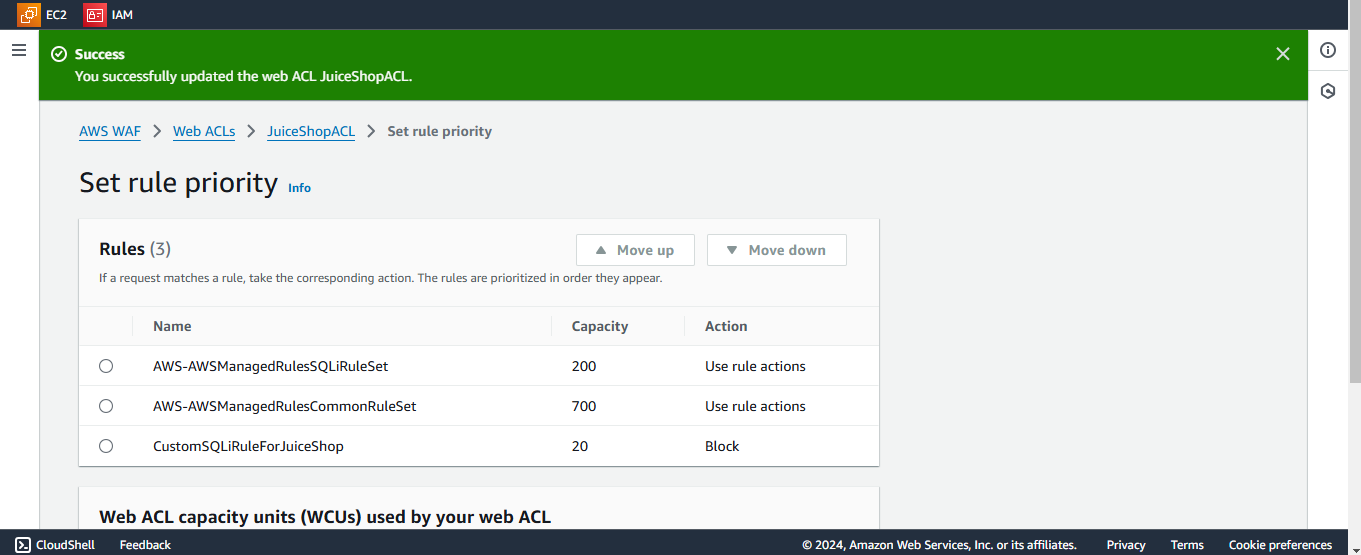 EC2 IAM
Success
You successfully updated the web ACL JuiceShopACL.
AWS WAF > Web ACLs > JuiceShopACL > Set rule priority
Set rule priority Info
Rules (3) Move up Move down
If a request matches a rule, take the corresponding action. The rules are prioritized in order they appear.
Name Capacity Action
AWS-AWSManagedRulesSQLiRuleSet 200 Use rule actions
AWS-AWSManagedRulesCommonRuleSet 700 Use rule actions
CustomSQLiRuleForJuiceShop 20 Block
Web ACL capacity units (WCUs) used by your web ACL
CloudShell Feedback © 2024, Amazon Web Services, Inc. or its affiliates. Privacy Terms Cookie preferences